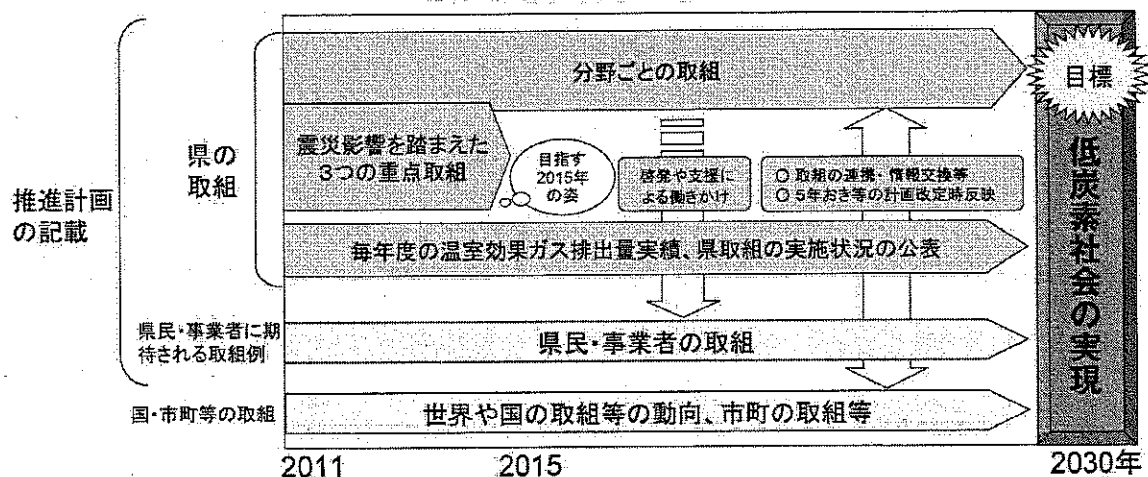 推進計画
の記載
県の
取組
分野ごとの取組
震災影響を踏まえた
3つの重点取組
目指す
2015年
の姿
啓発や支援に
よる働きかけ
○ 取組の連携・情報交換等
○ 5年おき等の計画改定時反映
毎年度の温室効果ガス排出量実績、県取組の実施状況の公表
県民・事業者に期
待される取組例
県民・事業者の取組
国・市町等の取組
世界や国の取組等の動向、市町の取組等
目標
低炭素社会の実現
2011
2015
2030年